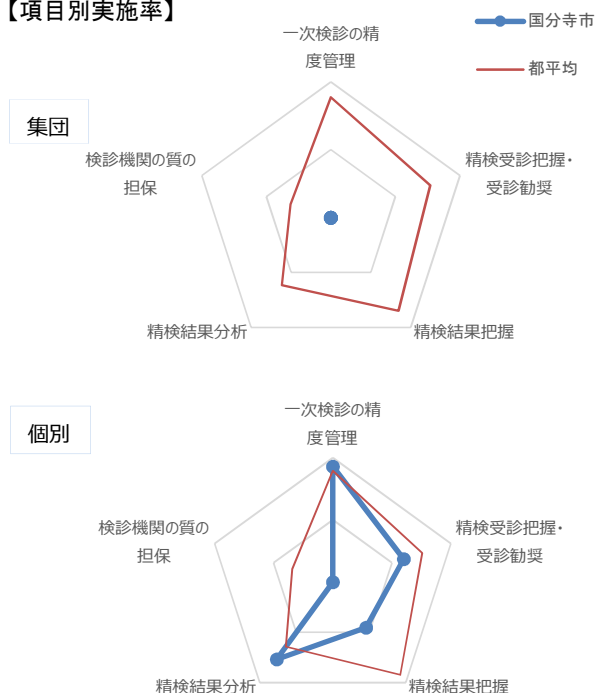 【項目別実施率】
国分寺市
都平均
集団
一次検診の精
度管理
検診機関の質の
担保
精検受診把握・
受診勧奨
精検結果分析
精検結果把握
個別
一次検診の精
度管理
検診機関の質の
担保
精検受診把握・
受診勧奨
精検結果分析
精検結果把握